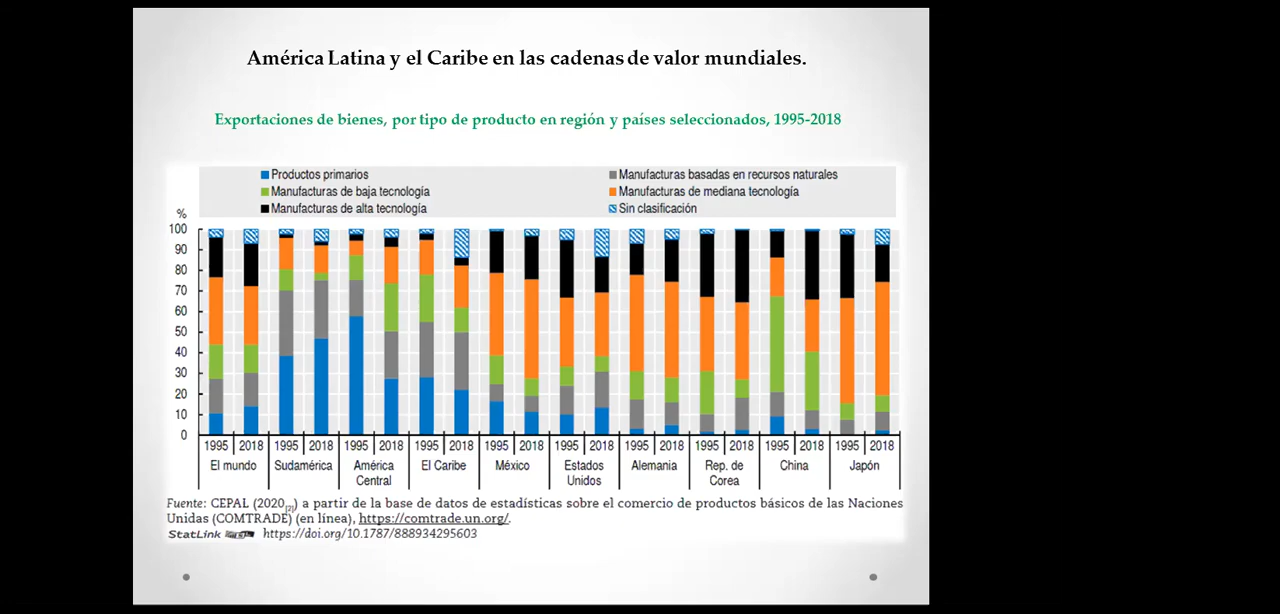 América Latina y el Caribe en las cadenas de valor mundiales.
Exportaciones de bienes, por tipo de producto en región y países seleccionados, 1995-2018
Productos primarios
Manufacturas basadas en recursos naturales
Manufacturas de baja tecnología
Manufacturas de mediana tecnología
Manufacturas de alta tecnología
Sin clasificación
%
100
90
80
70
60
50
40
30
20
10
0
1995 2018 1995 2018 1995 2018 1995 2018 1995 2018 1995 2018 1995 2018 1995 2018 1995 2018 1995 2018
El mundo Sudamérica América Central El Caribe México Estados Unidos Alemania Rep. de Corea China Japón
Fuente: CEPAL (2020[2]) a partir de la base de datos de estadísticas sobre el comercio de productos básicos de las Naciones
Unidas (COMTRADE) (en línea), https://comtrade.un.org/.
StatLink https://doi.org/10.1787/888934295603